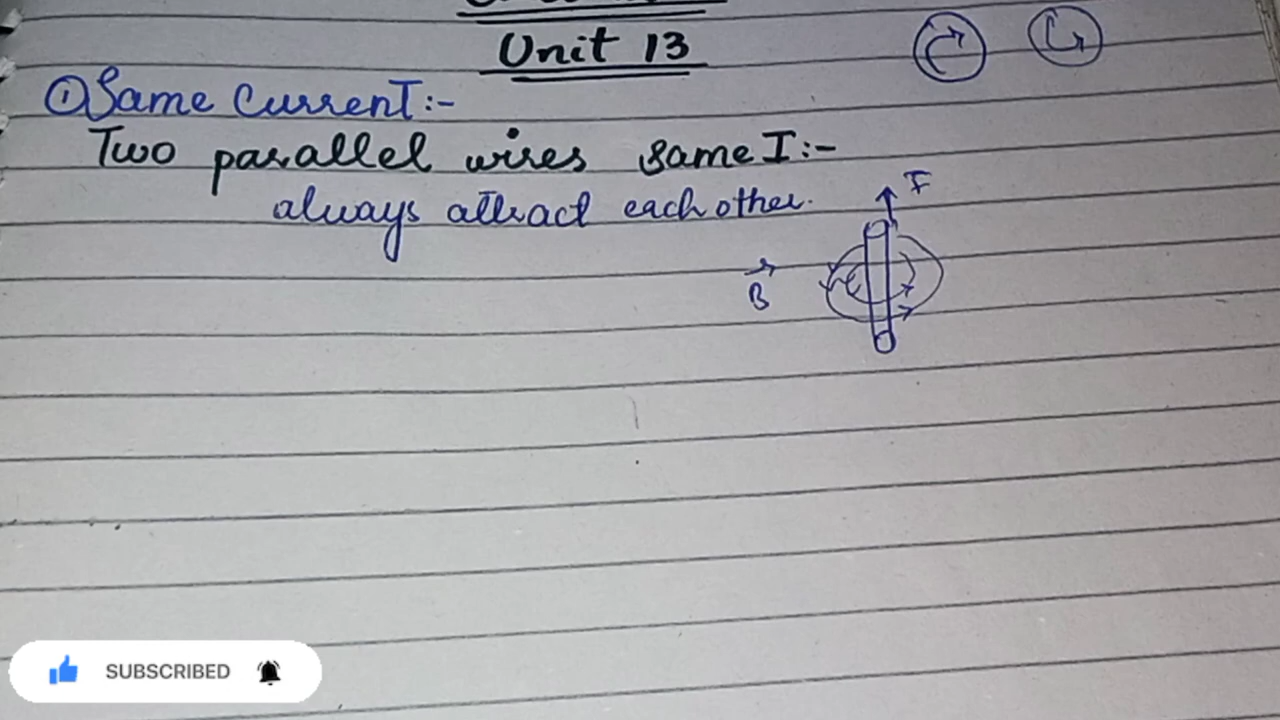 Unit 13
① Same Current:-
Two parallel wires same I:-
always attract each other.
F
B
SUBSCRIBED